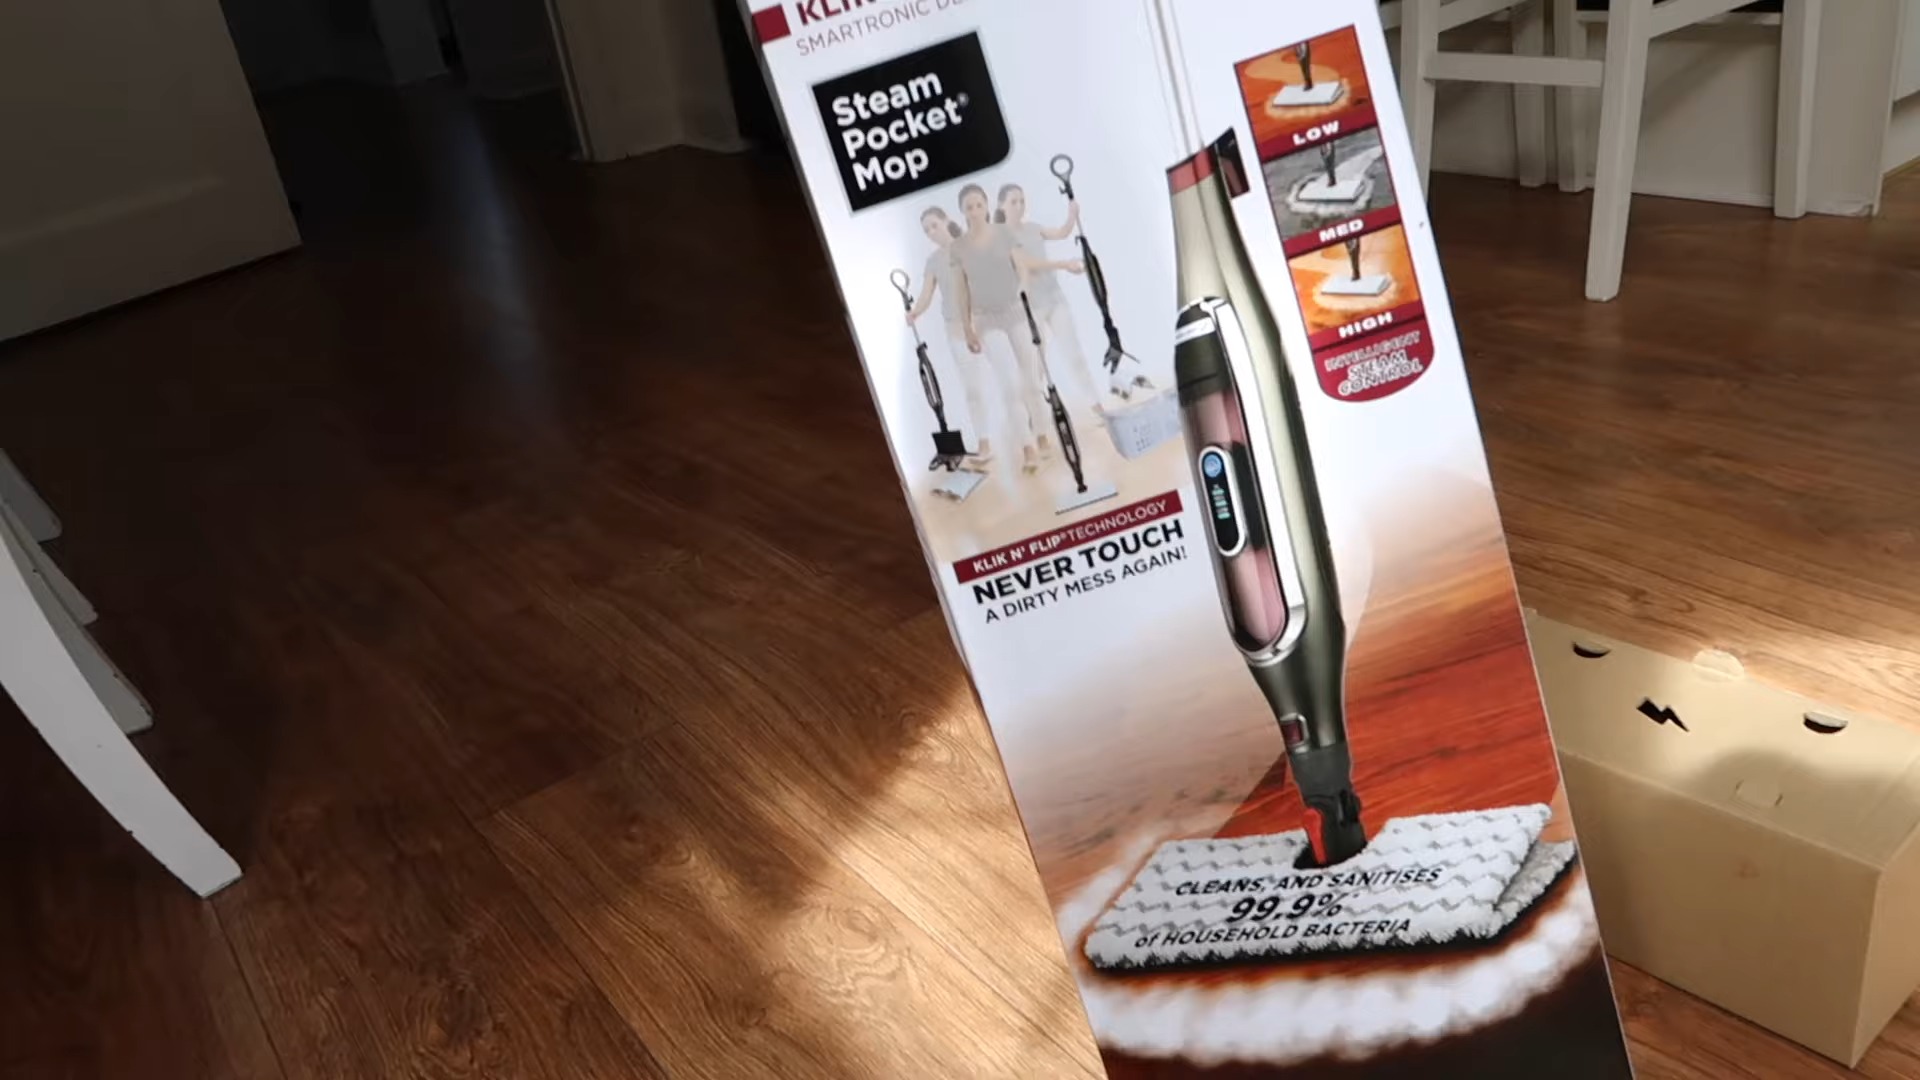 SMARTRONIC
Steam
Pocket®
Mop
LOW
MED
HIGH
INTELLIGENT
STEAM
CONTROL
KLIK N' FLIP® TECHNOLOGY
NEVER TOUCH
A DIRTY MESS AGAIN!
CLEANS, AND SANITISES
99.9%
of HOUSEHOLD BACTERIA